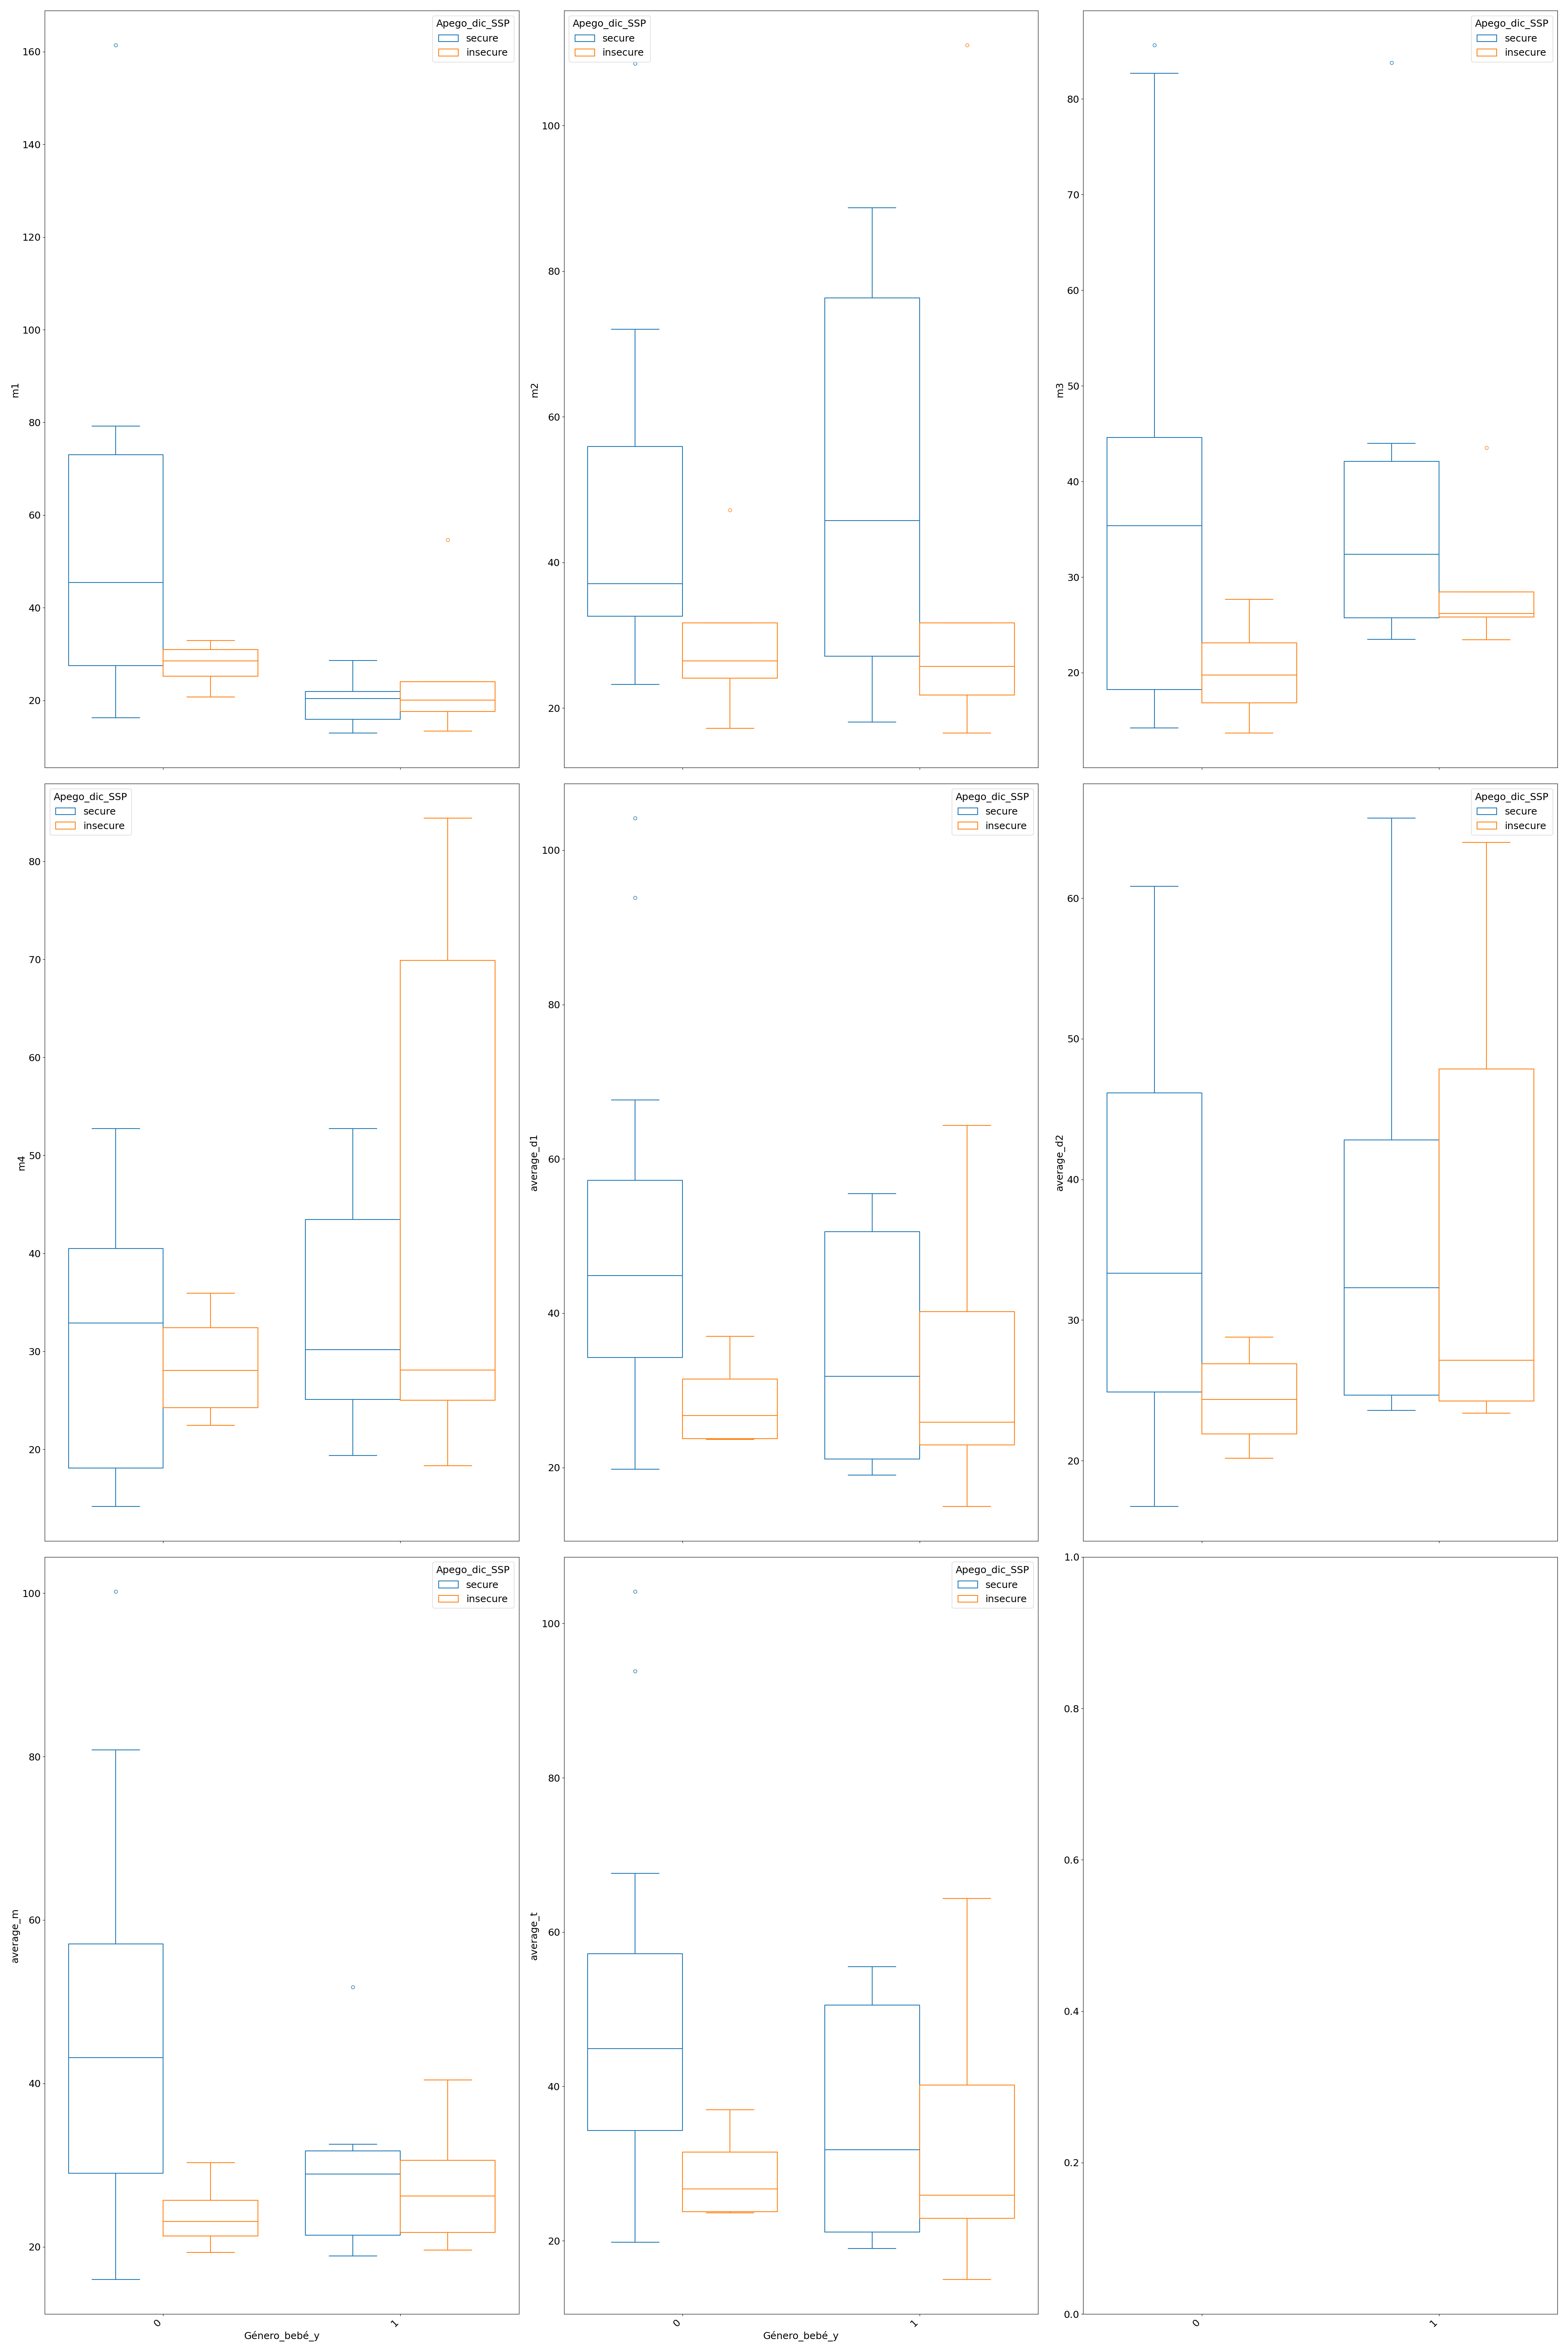 m1
160
140
120
100
80
60
40
20
Apego_dic_SSP
secure
insecure
m2
100
80
60
40
20
Apego_dic_SSP
secure
insecure
m3
80
70
60
50
40
30
20
Apego_dic_SSP
secure
insecure
m4
80
70
60
50
40
30
20
Apego_dic_SSP
secure
insecure
average_d1
100
80
60
40
20
Apego_dic_SSP
secure
insecure
average_d2
60
50
40
30
20
Apego_dic_SSP
secure
insecure
average_m
100
80
60
40
20
Apego_dic_SSP
secure
insecure
0
1
Género_bebé_y
average_t
100
80
60
40
20
Apego_dic_SSP
secure
insecure
0
1
Género_bebé_y
1.0
0.8
0.6
0.4
0.2
0.0
0
1